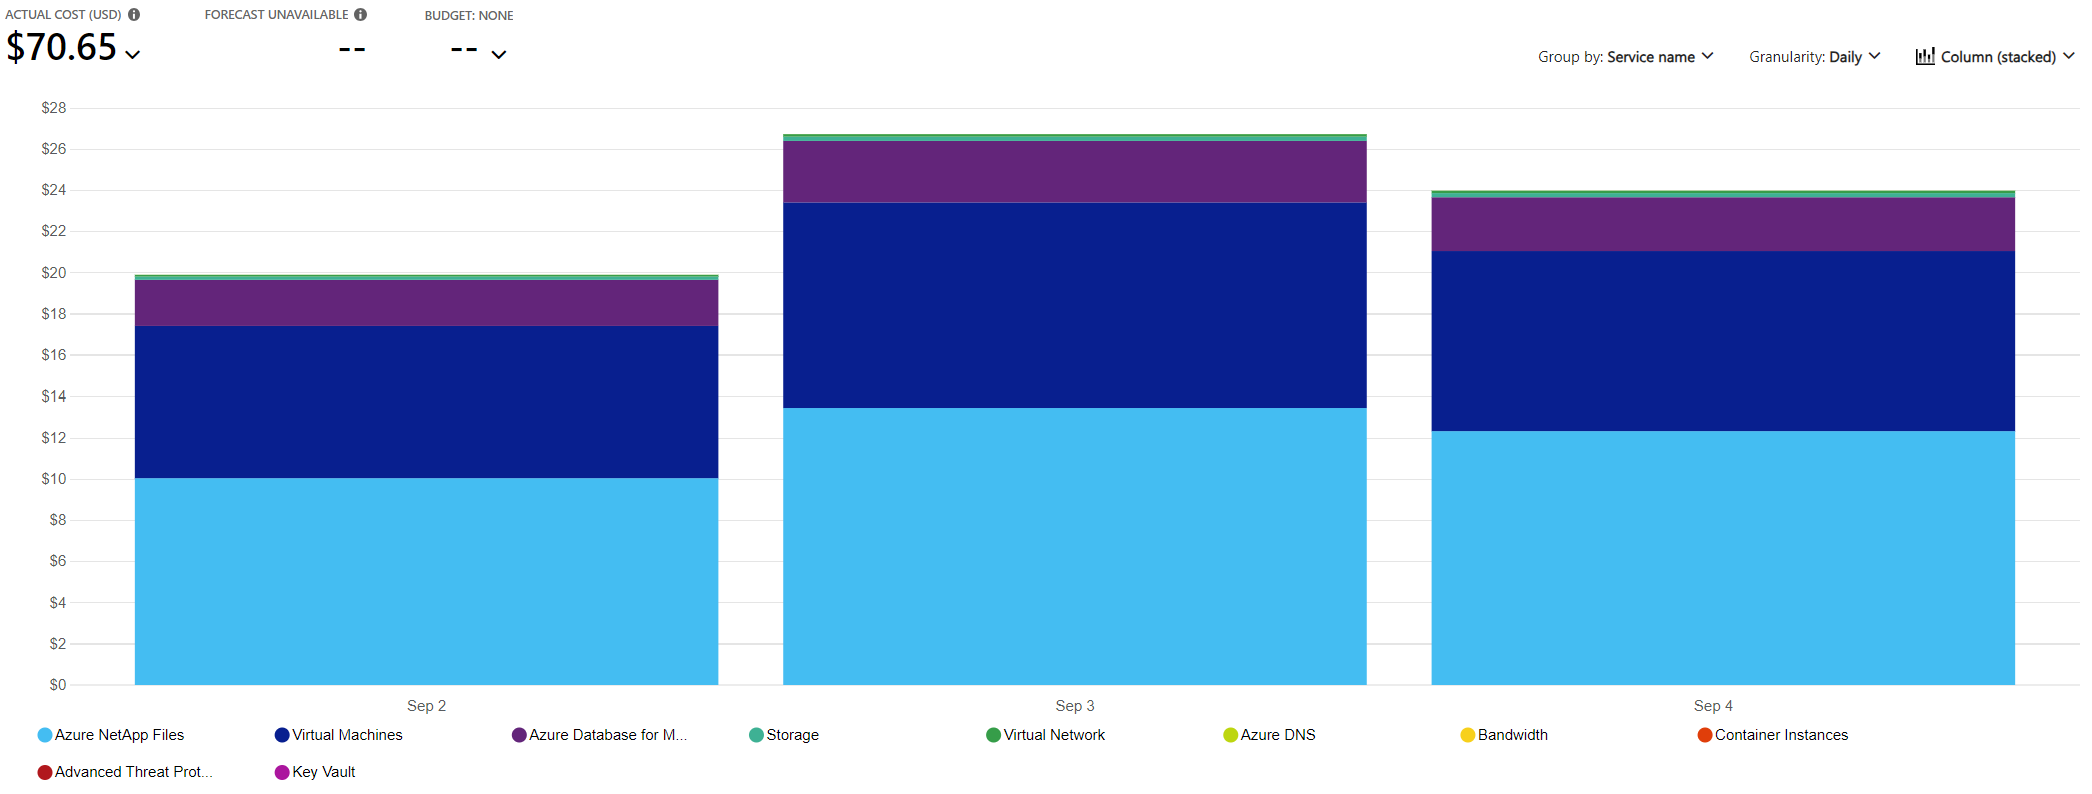 ACTUAL COST (USD)
FORECAST UNAVAILABLE
BUDGET: NONE
$70.65
--
--
Group by: Service name
Granularity: Daily
Column (stacked)
$28
$26
$24
$22
$20
$18
$16
$14
$12
$10
$8
$6
$4
$2
$0
Sep 2
Sep 3
Sep 4
Azure NetApp Files
Virtual Machines
Azure Database for M...
Storage
Virtual Network
Azure DNS
Bandwidth
Container Instances
Advanced Threat Prot...
Key Vault